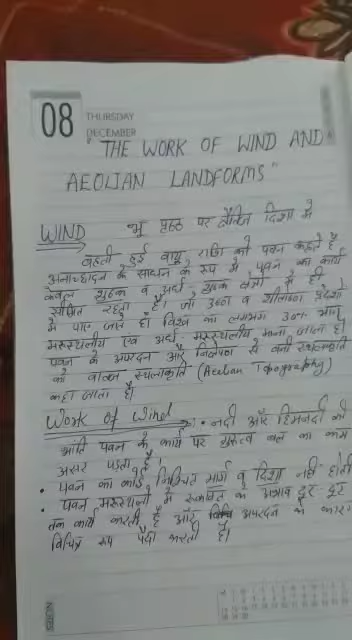 08
THURSDAY
DECEMBER
"THE WORK OF WIND AND
AEOLIAN LANDFORMS"
WIND भू पृष्ठ पर क्षैतिज दिशा में
बहती हुई वायु राशि को पवन कहते है
अनाच्छादन के साधन के रूप में पवन का कार्य
केवल शुष्क व अर्ध शुष्क क्षेत्रों में ही
सीमित रहता है। जो उष्ण व शीतोष्ण प्रदेशो
में पाए जाते है। विश्व का लगभग भाग
मरुस्थलीय एवं अर्ध मरुस्थलीय माना जाता है।
पवन के अपरदन और निक्षेपण से बनी स्थलाकृति
को वातज स्थलाकृति (Aeolian Topography)
कहा जाता है।
Work of Wind • नदी और हिमनदी की
भांति पवन के कार्य पर गुरुत्व बल का कम
असर पड़ता है।
• पवन का कोई निश्चित मार्ग व दिशा नहीं होती
• पवन मरुस्थलो में रुकावट के अभाव दूर-दूर
तक कार्य करती है और अपरदन के कारण
विचित्र रूप पैदा करती है।
NOTES